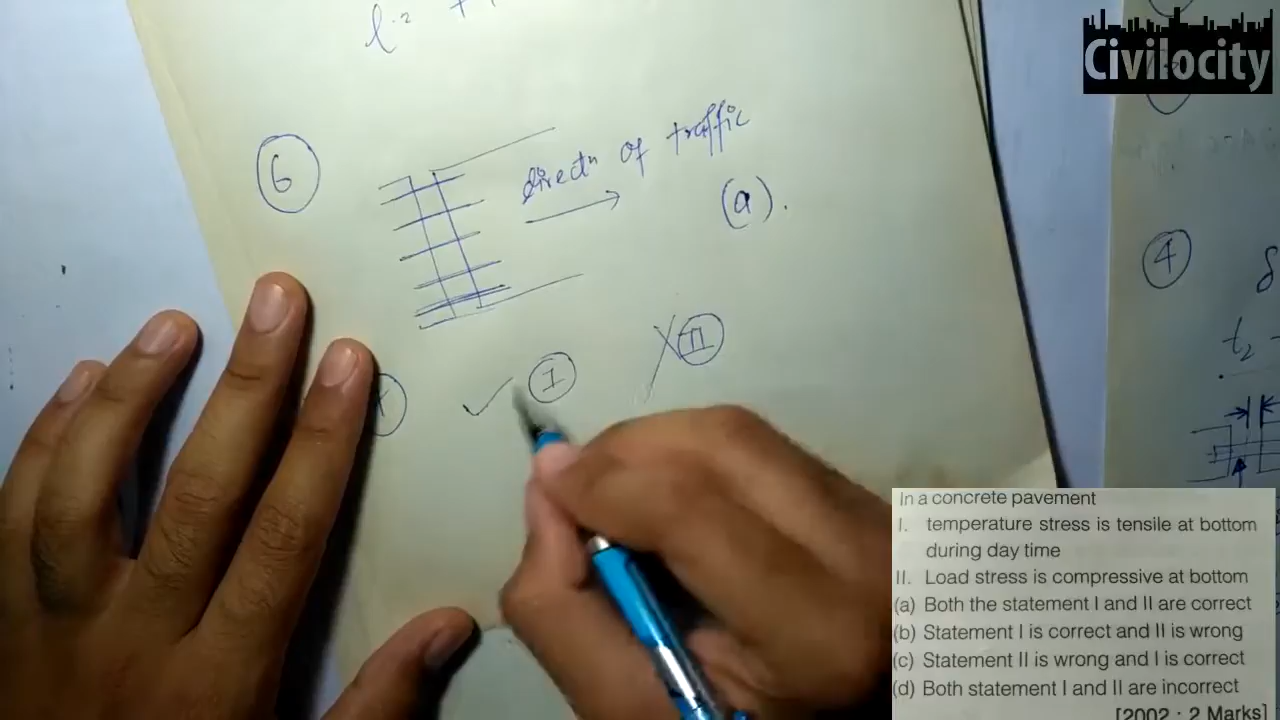 l
Civilocity
6
directⁿ of traffic
(a).
4
δ
t₂
I
II
In a concrete pavement
I. temperature stress is tensile at bottom
during day time
II. Load stress is compressive at bottom
(a) Both the statement I and II are correct
(b) Statement I is correct and II is wrong
(c) Statement II is wrong and I is correct
(d) Both statement I and II are incorrect
[2002 : 2 Marks]